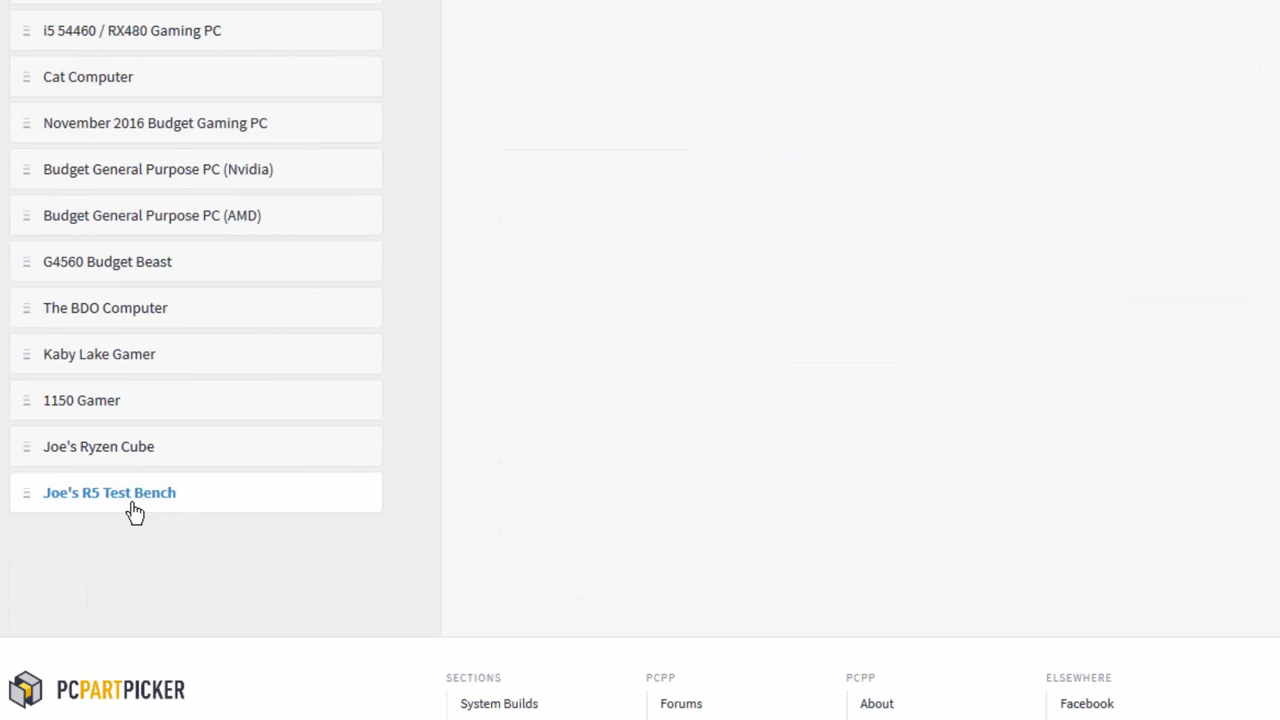 i5 54460 / RX480 Gaming PC
Cat Computer
November 2016 Budget Gaming PC
Budget General Purpose PC (Nvidia)
Budget General Purpose PC (AMD)
G4560 Budget Beast
The BDO Computer
Kaby Lake Gamer
1150 Gamer
Joe's Ryzen Cube
Joe's R5 Test Bench
PCPARTPICKER
SECTIONS
System Builds
PCPP
Forums
PCPP
About
ELSEWHERE
Facebook